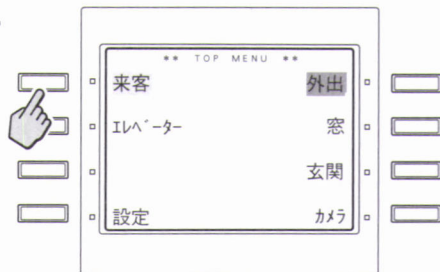 ** TOP MENU **
来客 外出
エレベーター 窓
玄関
設定 カメラ